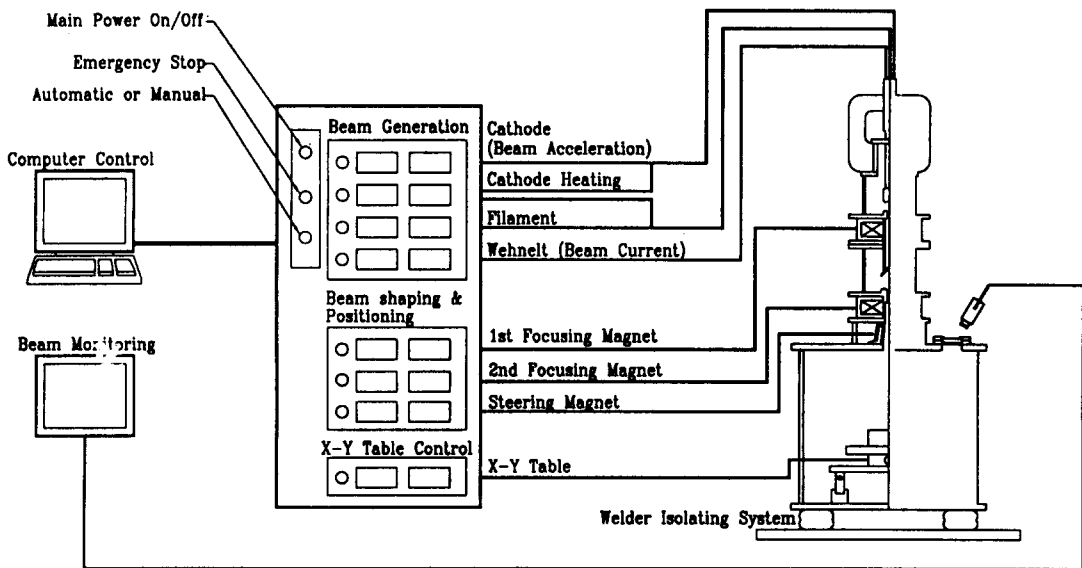 Main Power On/Off
Emergency Stop
Automatic or Manual
Computer Control
Beam Monitoring
Beam Generation
Beam shaping &
Positioning
X-Y Table Control
Cathode
(Beam Acceleration)
Cathode Heating
Filament
Wehnelt (Beam Current)
1st Focusing Magnet
2nd Focusing Magnet
Steering Magnet
X-Y Table
Welder Isolating System